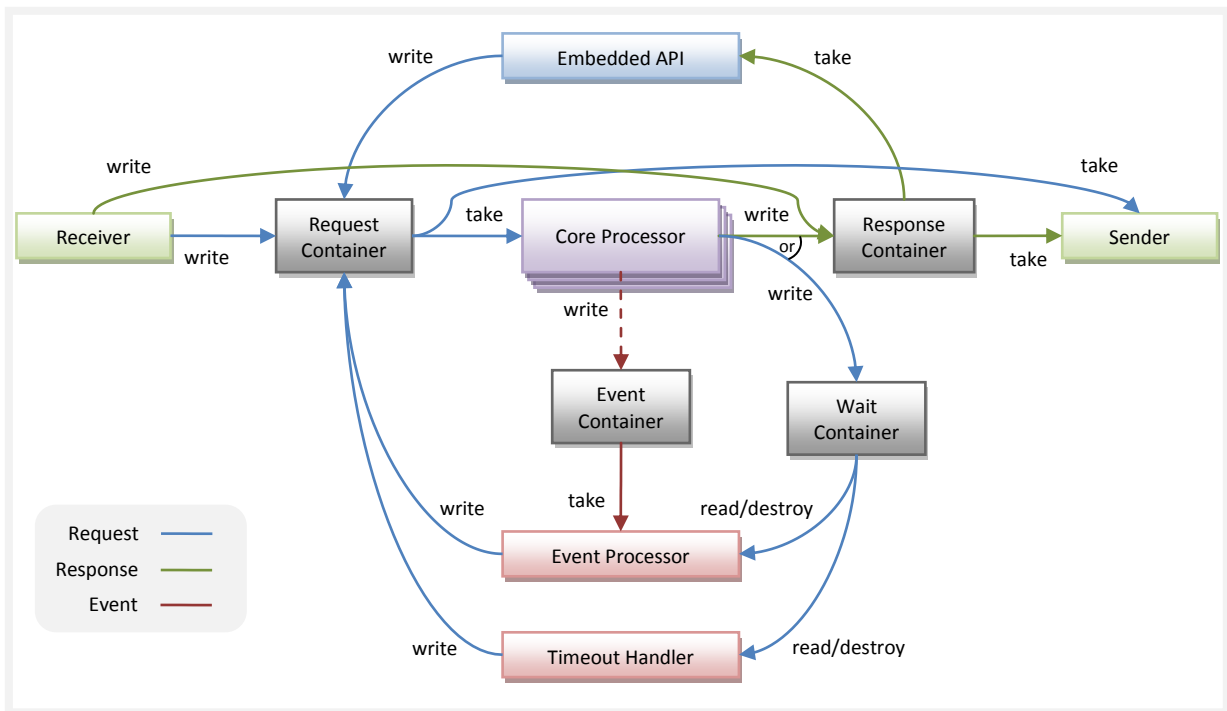 write
Embedded API
take
write
take
Receiver
write
Request
Container
take
Core Processor
write
or
write
Response
Container
take
Sender
write
Event
Container
Wait
Container
take
write
read/destroy
Event Processor
Request
Response
Event
write
Timeout Handler
read/destroy